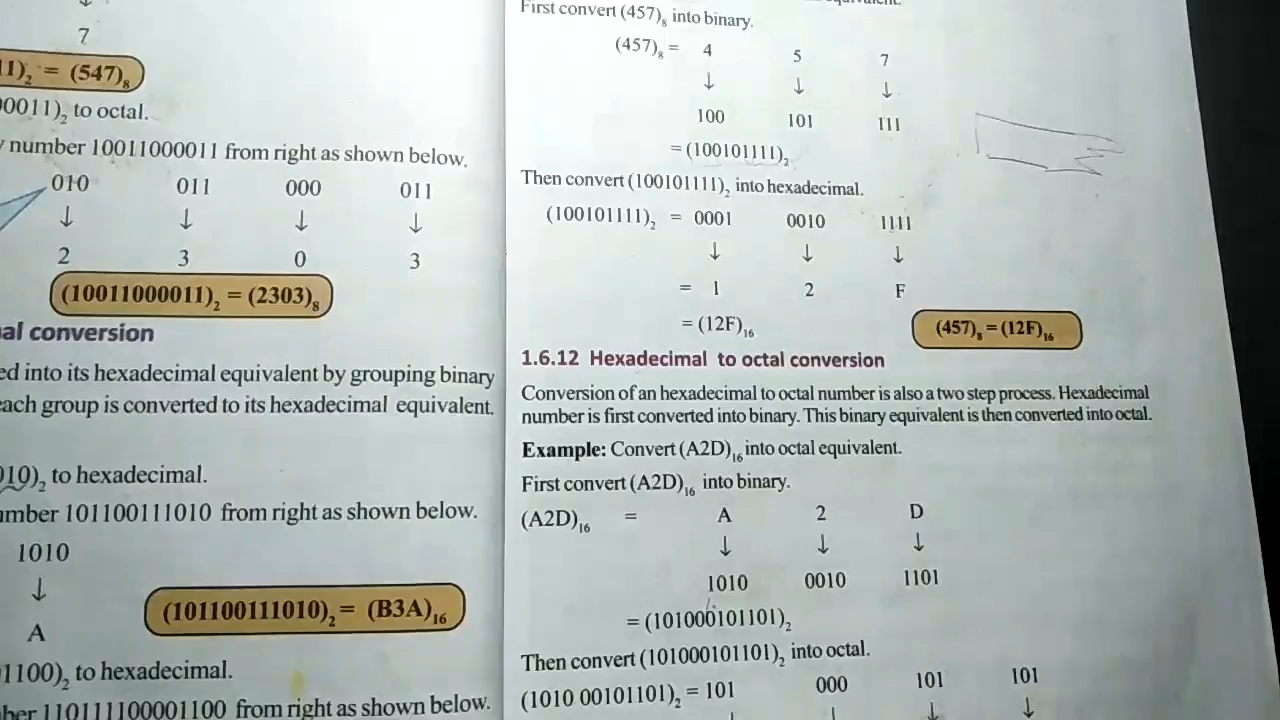 7
11)₂ = (547)₈
00011)₂ to octal.
number 10011000011 from right as shown below.
010 011 000 011
↓ ↓ ↓ ↓
2 3 0 3
(10011000011)₂ = (2303)₈
al conversion
ed into its hexadecimal equivalent by grouping binary
each group is converted to its hexadecimal equivalent.
010)₂ to hexadecimal.
mber 101100111010 from right as shown below.
1010
↓
A
(101100111010)₂ = (B3A)₁₆
1100)₂ to hexadecimal.
ber 110111100001100 from right as shown below.
First convert (457)₈ into binary.
(457)₈ = 4 5 7
↓ ↓ ↓
100 101 111
= (100101111)₂
Then convert (100101111)₂ into hexadecimal.
(100101111)₂ = 0001 0010 1111
↓ ↓ ↓
= 1 2 F
= (12F)₁₆
(457)₈ = (12F)₁₆
1.6.12 Hexadecimal to octal conversion
Conversion of an hexadecimal to octal number is also a two step process. Hexadecimal
number is first converted into binary. This binary equivalent is then converted into octal.
Example: Convert (A2D)₁₆ into octal equivalent.
First convert (A2D)₁₆ into binary.
(A2D)₁₆ = A 2 D
↓ ↓ ↓
1010 0010 1101
= (101000101101)₂
Then convert (101000101101)₂ into octal.
(1010 00101101)₂ = 101 000 101 101